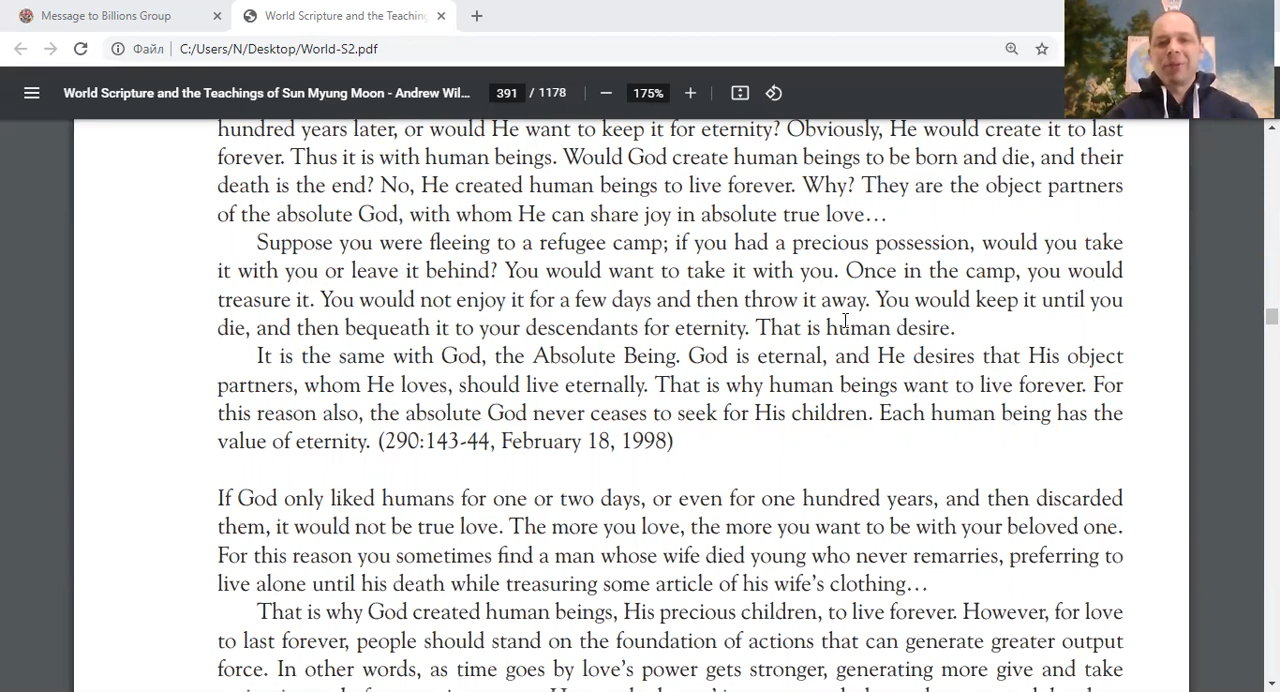 Message to Billions Group
World Scripture and the Teaching
Файл
C:/Users/N/Desktop/World-S2.pdf
World Scripture and the Teachings of Sun Myung Moon - Andrew Wil...
391 / 1178
175%
hundred years later, or would He want to keep it for eternity? Obviously, He would create it to last
forever. Thus it is with human beings. Would God create human beings to be born and die, and their
death is the end? No, He created human beings to live forever. Why? They are the object partners
of the absolute God, with whom He can share joy in absolute true love…
Suppose you were fleeing to a refugee camp; if you had a precious possession, would you take
it with you or leave it behind? You would want to take it with you. Once in the camp, you would
treasure it. You would not enjoy it for a few days and then throw it away. You would keep it until you
die, and then bequeath it to your descendants for eternity. That is human desire.
It is the same with God, the Absolute Being. God is eternal, and He desires that His object
partners, whom He loves, should live eternally. That is why human beings want to live forever. For
this reason also, the absolute God never ceases to seek for His children. Each human being has the
value of eternity. (290:143-44, February 18, 1998)
If God only liked humans for one or two days, or even for one hundred years, and then discarded
them, it would not be true love. The more you love, the more you want to be with your beloved one.
For this reason you sometimes find a man whose wife died young who never remarries, preferring to
live alone until his death while treasuring some article of his wife's clothing…
That is why God created human beings, His precious children, to live forever. However, for love
to last forever, people should stand on the foundation of actions that can generate greater output
force. In other words, as time goes by love's power gets stronger, generating more give and take